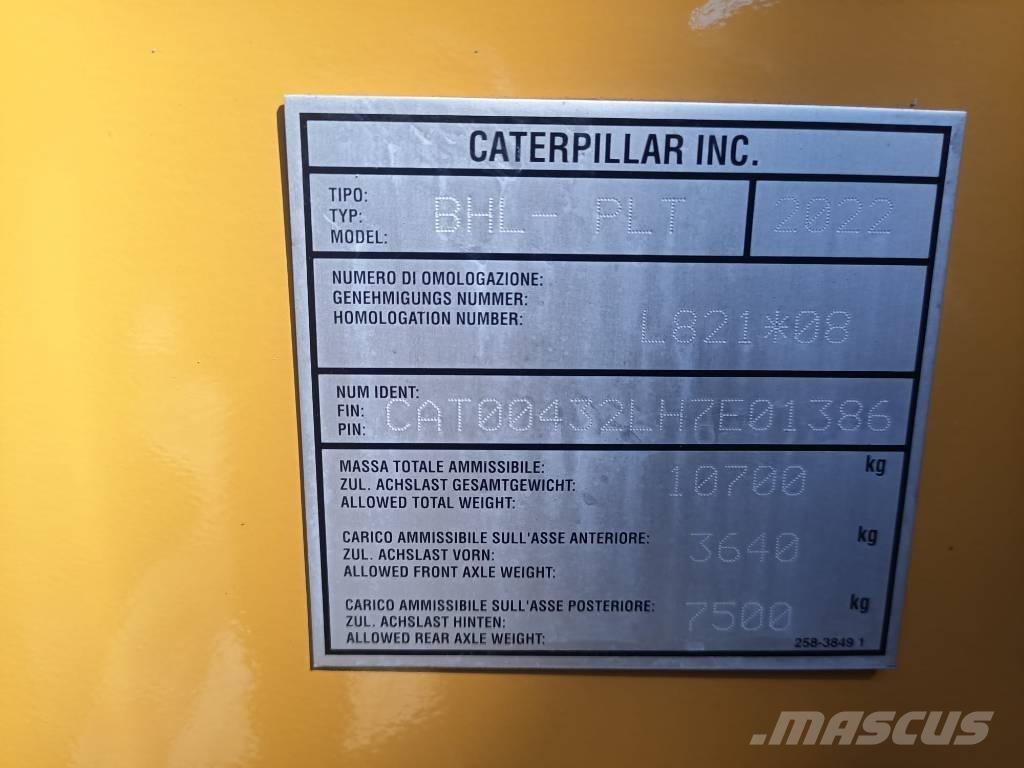 CATERPILLAR INC.
TIPO:
TYP:
MODEL:
BHL- PLT
2022
NUMERO DI OMOLOGAZIONE:
GENEHMIGUNGS NUMMER:
HOMOLOGATION NUMBER:
L821*08
NUM IDENT:
FIN:
PIN:
CAT00432LH7E01386
MASSA TOTALE AMMISSIBILE:
ZUL. ACHSLAST GESAMTGEWICHT:
ALLOWED TOTAL WEIGHT:
10700 kg
CARICO AMMISSIBILE SULL'ASSE ANTERIORE:
ZUL. ACHSLAST VORN:
ALLOWED FRONT AXLE WEIGHT:
3640 kg
CARICO AMMISSIBILE SULL'ASSE POSTERIORE:
ZUL. ACHSLAST HINTEN:
ALLOWED REAR AXLE WEIGHT:
7500 kg
258-3849 1
MASCUS